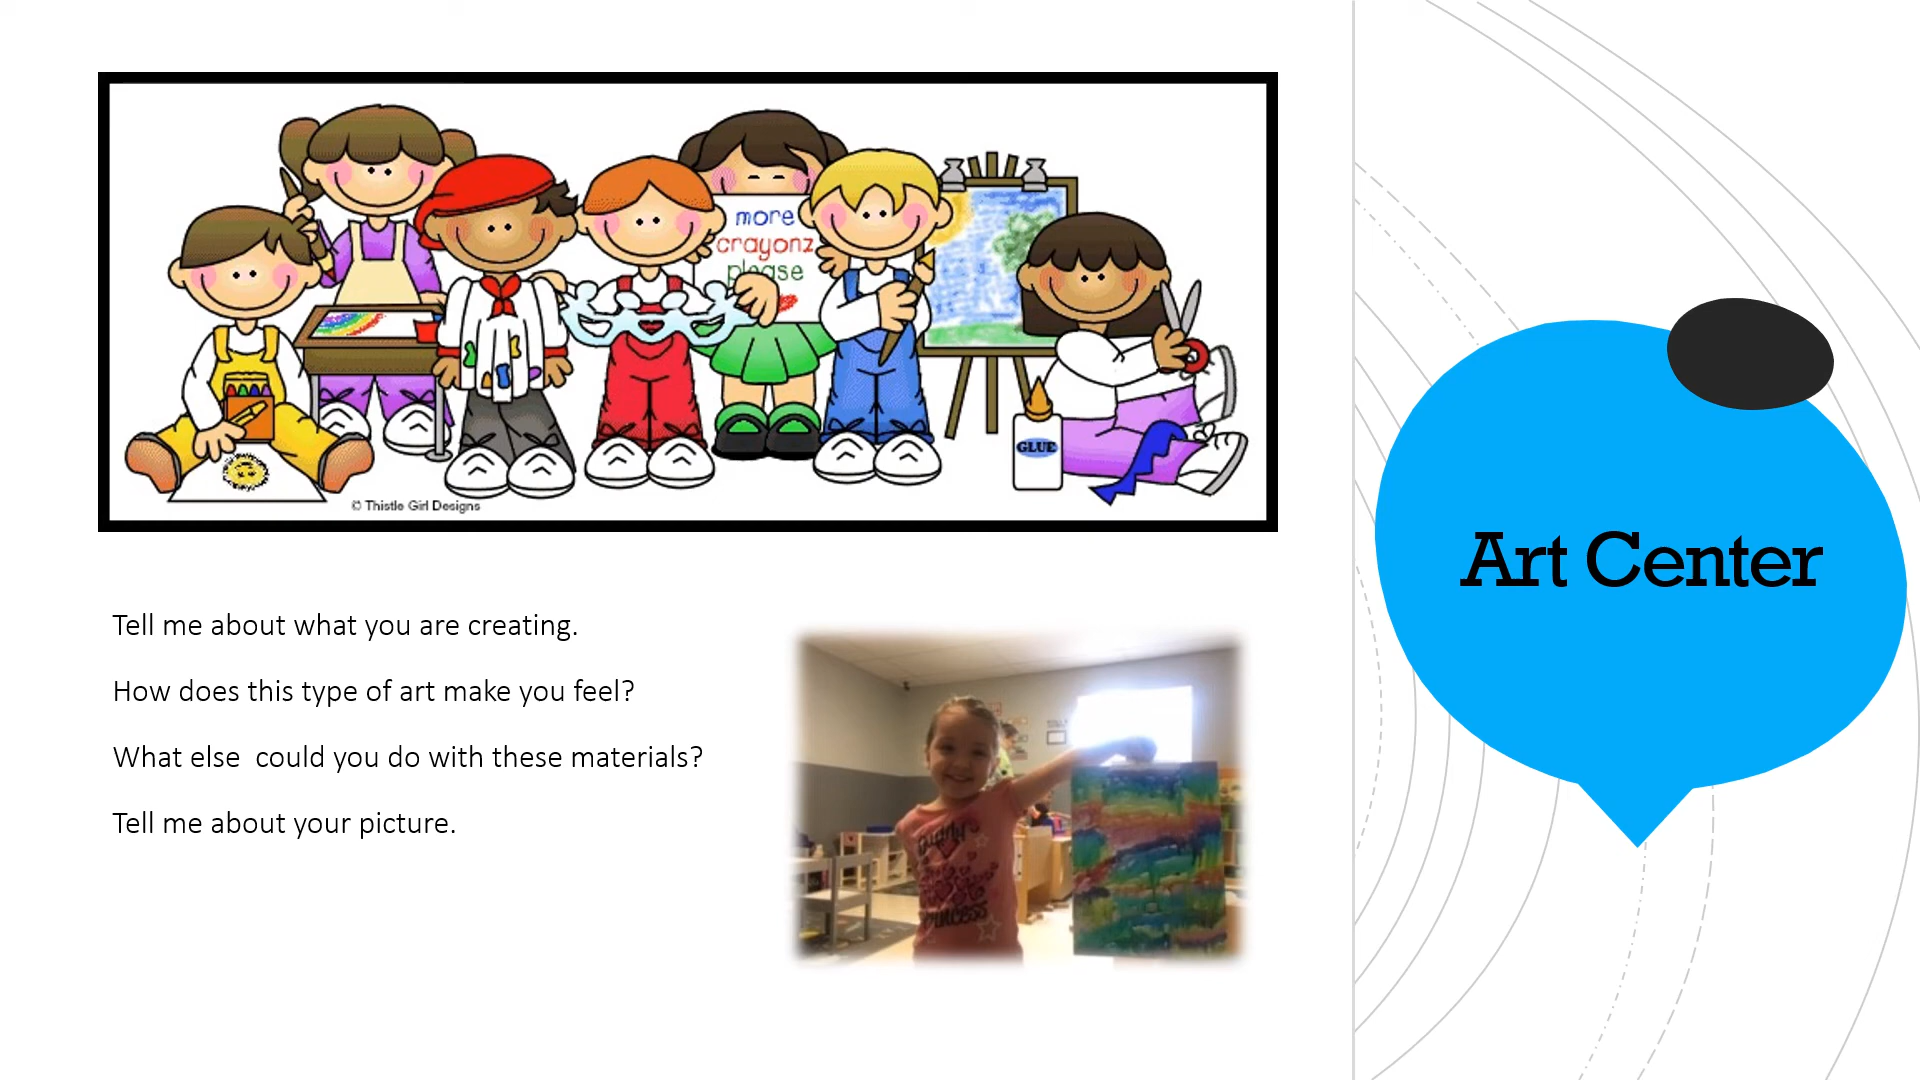 more
crayonz
please
GLUE
© Thistle Girl Designs
Art Center
Tell me about what you are creating.
How does this type of art make you feel?
What else  could you do with these materials?
Tell me about your picture.
princess